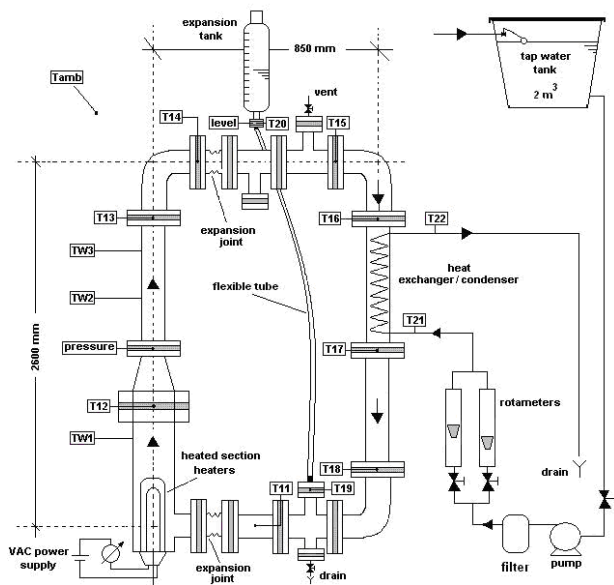 expansion
tank
850 mm
Tamb
tap water
tank
2 m3
vent
T14
level
T20
T15
expansion
joint
T13
T16
T22
TW3
flexible tube
heat
exchanger / condenser
TW2
T21
2600 mm
pressure
T17
T12
rotameters
TW1
heated section
heaters
T11
T18
T19
drain
VAC power
supply
expansion
joint
drain
filter
pump